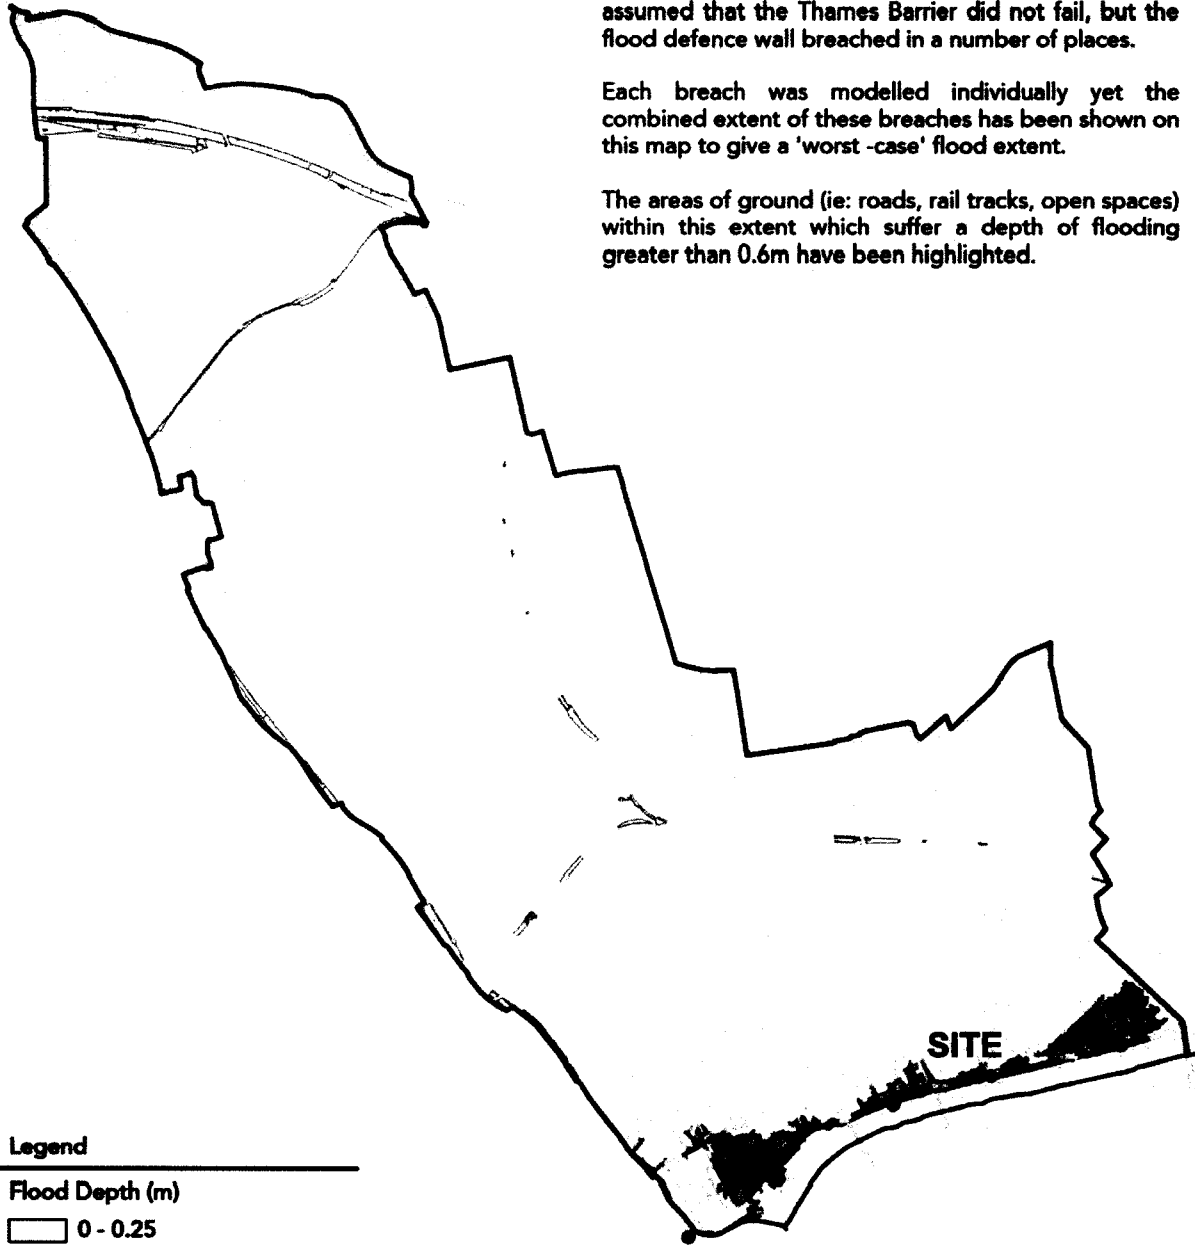 assumed that the Thames Barrier did not fail, but the
flood defence wall breached in a number of places.
Each breach was modelled individually yet the
combined extent of these breaches has been shown on
this map to give a 'worst -case' flood extent.
The areas of ground (ie: roads, rail tracks, open spaces)
within this extent which suffer a depth of flooding
greater than 0.6m have been highlighted.
SITE
Legend
Flood Depth (m)
0 - 0.25